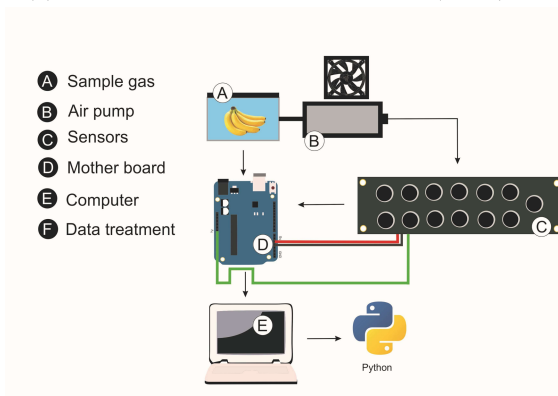 A Sample gas
B Air pump
C Sensors
D Mother board
E Computer
F Data treatment
A
B
C
D
E
Python